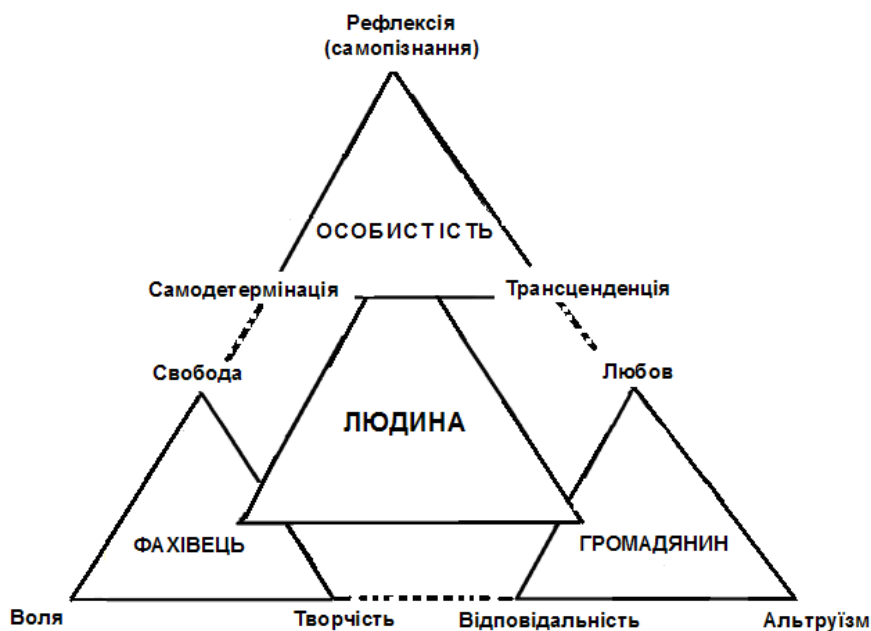 Рефлексія
(самопізнання)
ОСОБИСТІСТЬ
Самодетермінація
Трансценденція
Свобода
Любов
ЛЮДИНА
ФАХІВЕЦЬ
ГРОМАДЯНИН
Воля
Творчість
Відповідальність
Альтруїзм